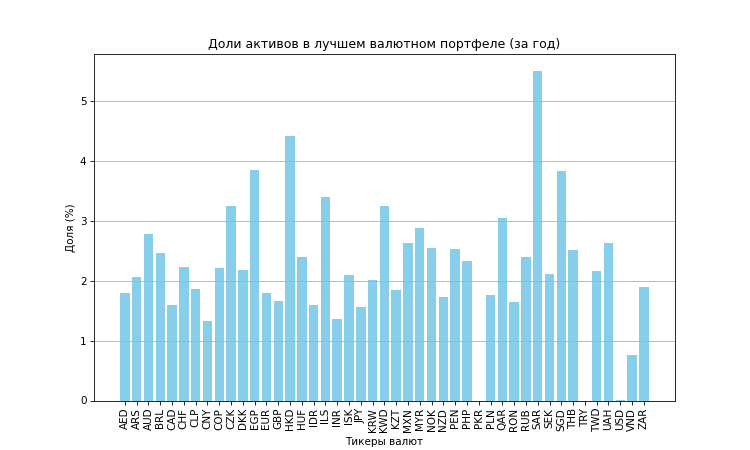 Доли активов в лучшем валютном портфеле (за год)
Доля (%)
5
4
3
2
1
0
AED ARS AUD BRL CAD CHF CLP CNY COP CZK DKK EGP EUR GBP HKD HUF IDR ILS INR ISK JPY KRW KWD KZT MXN MYR NOK NZD PEN PHP PKR PLN QAR RON RUB SAR SEK SGD THB TRY TWD UAH USD VND ZAR
Тикеры валют